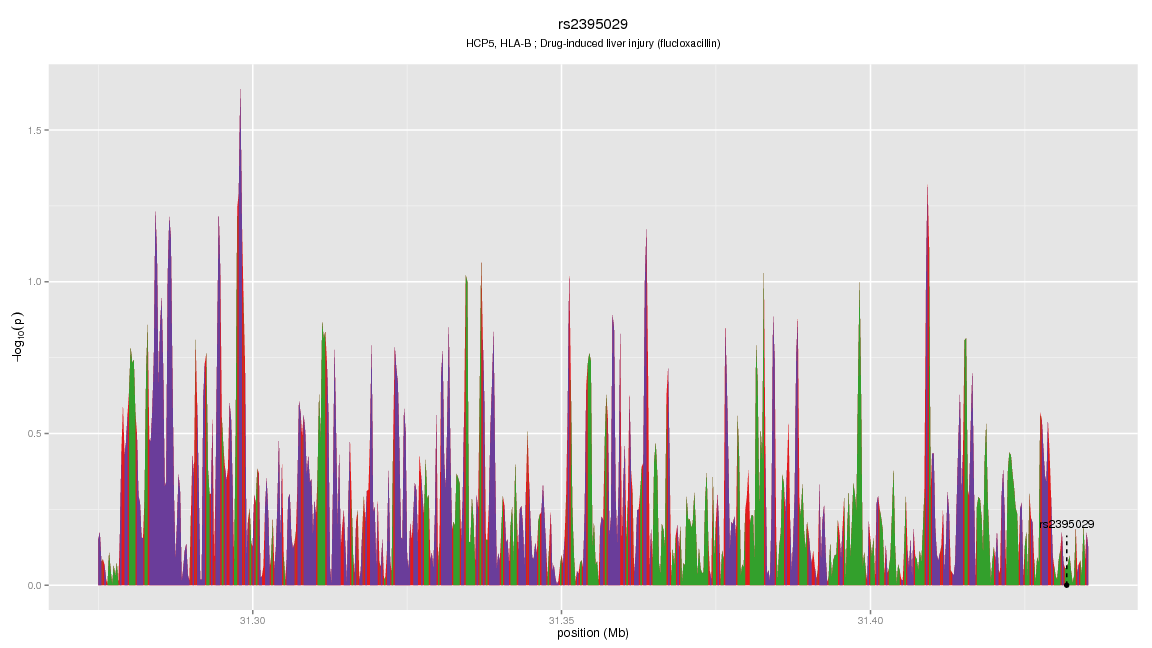 rs2395029
HCP5, HLA-B ; Drug-induced liver injury (flucloxacillin)
1.5
1.0
0.5
0.0
−log10(p)
rs2395029
31.30
31.35
31.40
position (Mb)